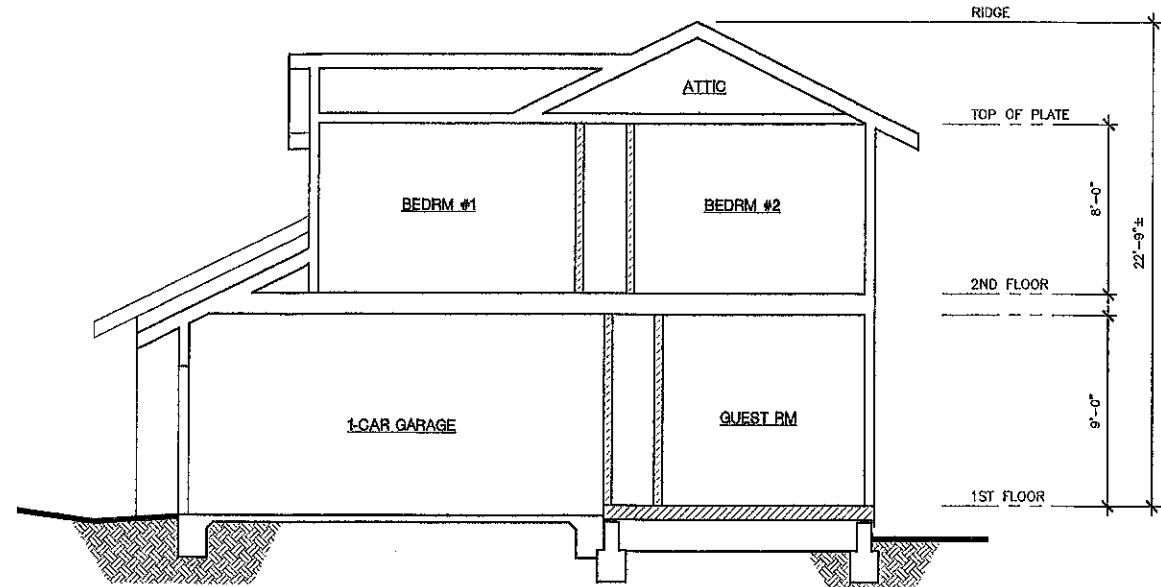 RIDGE
ATTIC
TOP OF PLATE
BEDRM #1
BEDRM #2
8'-0"
22'-9"±
2ND FLOOR
1-CAR GARAGE
GUEST RM
9'-0"
1ST FLOOR